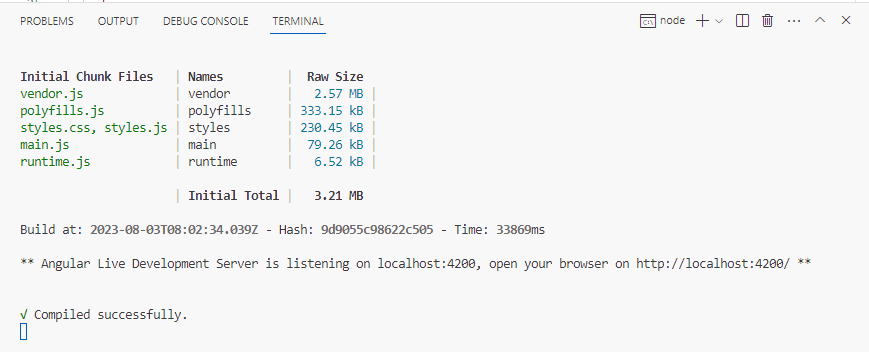 PROBLEMS OUTPUT DEBUG CONSOLE TERMINAL node
Initial Chunk Files | Names | Raw Size
vendor.js | vendor | 2.57 MB |
polyfills.js | polyfills | 333.15 kB |
styles.css, styles.js | styles | 230.45 kB |
main.js | main | 79.26 kB |
runtime.js | runtime | 6.52 kB |
| Initial Total | 3.21 MB
Build at: 2023-08-03T08:02:34.039Z - Hash: 9d9055c98622c505 - Time: 33869ms
** Angular Live Development Server is listening on localhost:4200, open your browser on http://localhost:4200/ **
√ Compiled successfully.